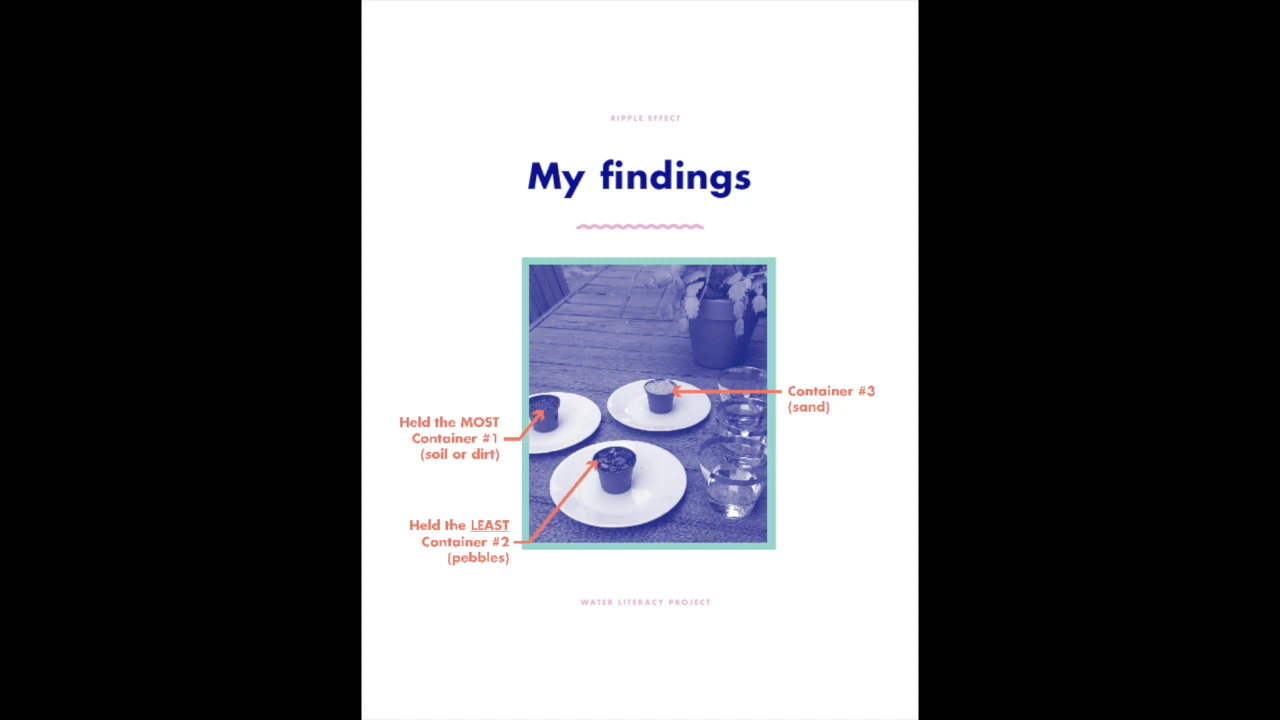 RIPPLE EFFECT
My findings
Container #3
(sand)
Held the MOST
Container #1
(soil or dirt)
Held the LEAST
Container #2
(pebbles)
WATER LITERACY PROJECT